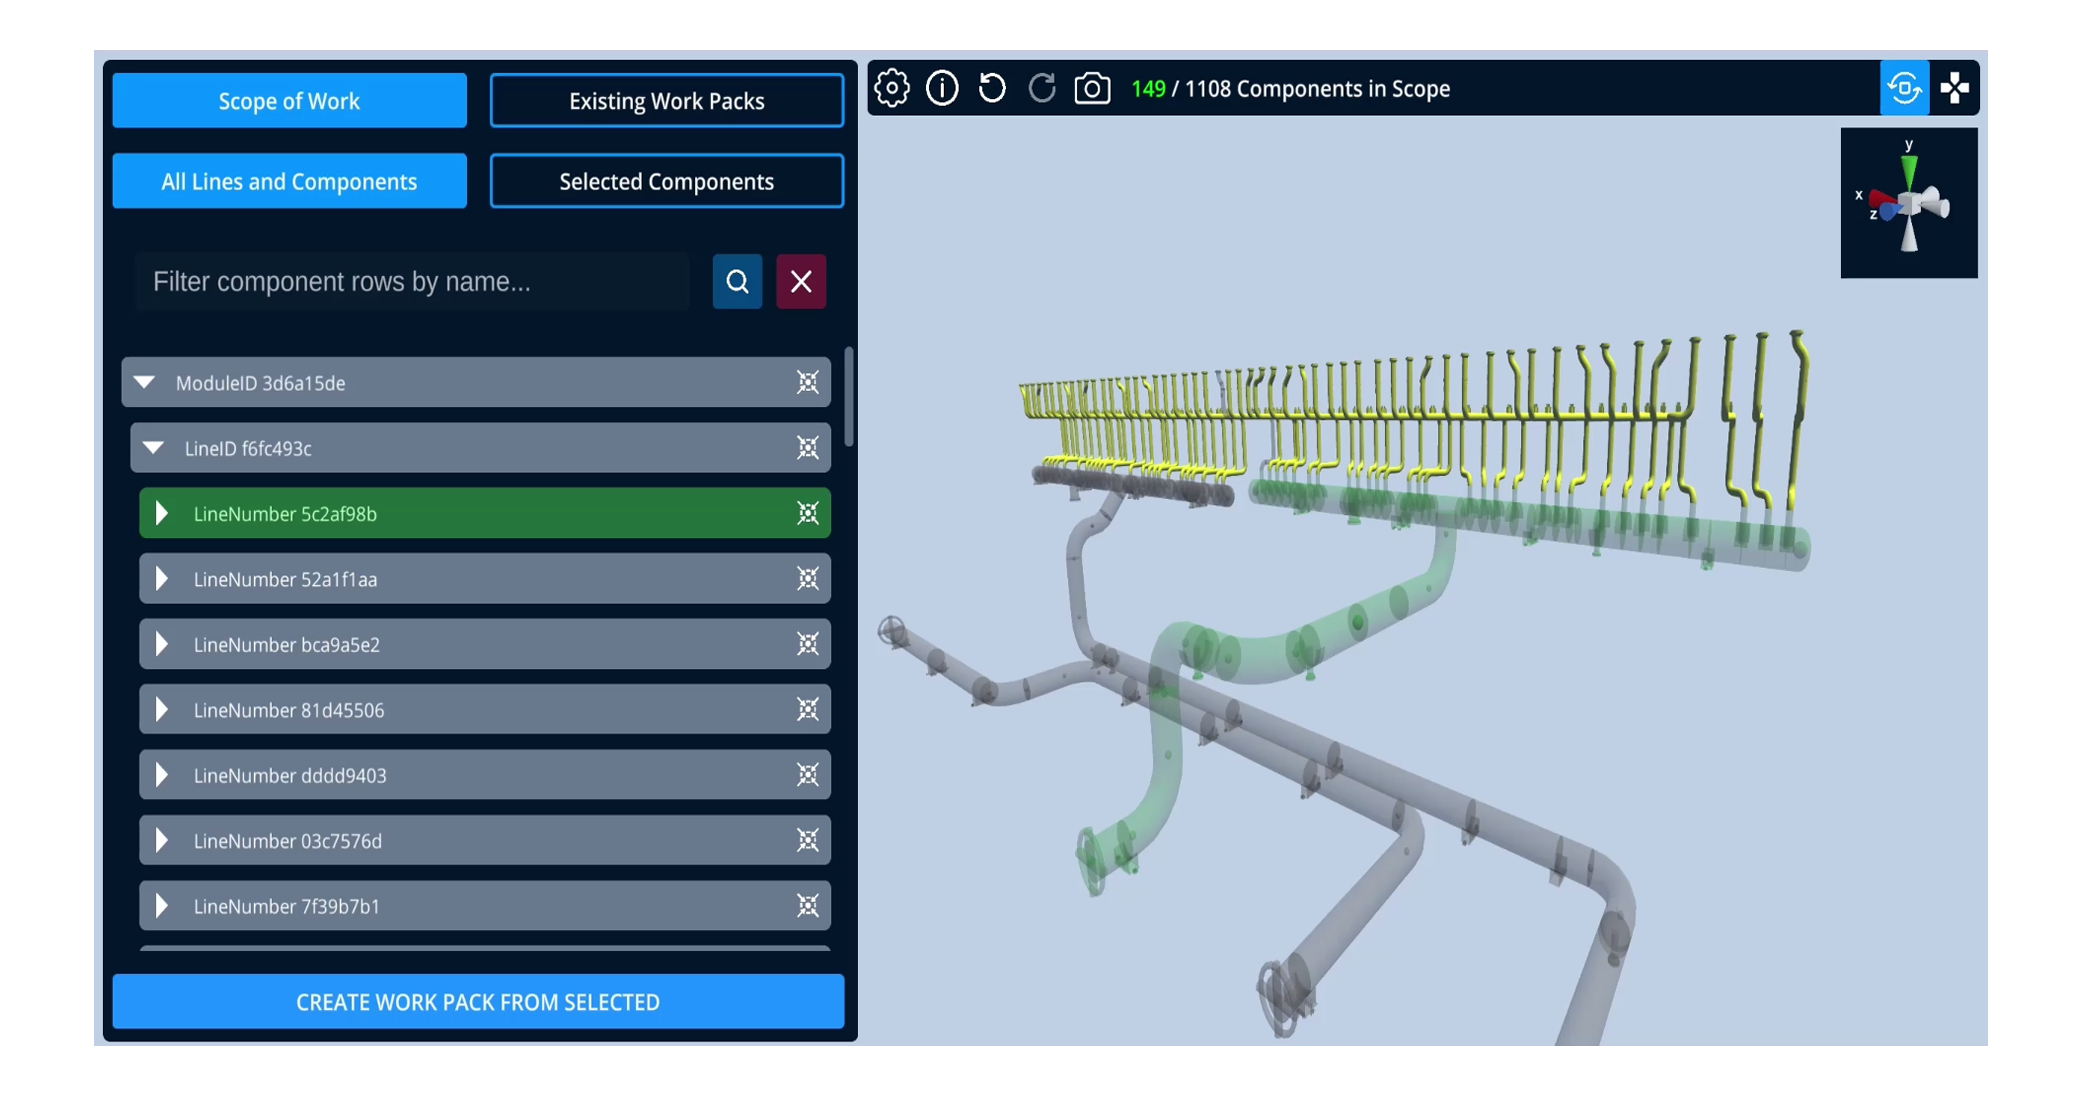 Scope of Work
Existing Work Packs
All Lines and Components
Selected Components
Filter component rows by name...
ModuleID 3d6a15de
LineID f6fc493c
LineNumber 5c2af98b
LineNumber 52a1f1aa
LineNumber bca9a5e2
LineNumber 81d45506
LineNumber dddd9403
LineNumber 03c7576d
LineNumber 7f39b7b1
CREATE WORK PACK FROM SELECTED
149 / 1108 Components in Scope
y
x
z